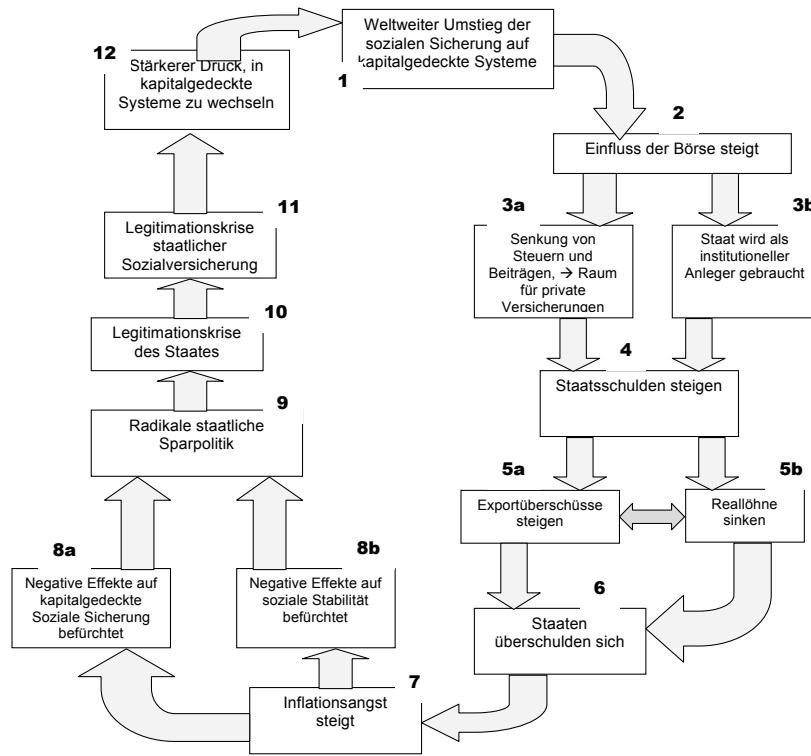 1
Weltweiter Umstieg der
sozialen Sicherung auf
kapitalgedeckte Systeme
2
Einfluss der Börse steigt
3a
Senkung von
Steuern und
Beiträgen, → Raum
für private
Versicherungen
3b
Staat wird als
institutioneller
Anleger gebraucht
4
Staatsschulden steigen
5a
Exportüberschüsse
steigen
5b
Reallöhne
sinken
6
Staaten
überschulden sich
7
Inflationsangst
steigt
8a
Negative Effekte auf
kapitalgedeckte
Soziale Sicherung
befürchtet
8b
Negative Effekte auf
soziale Stabilität
befürchtet
9
Radikale staatliche
Sparpolitik
10
Legitimationskrise
des Staates
11
Legitimationskrise
staatlicher
Sozialversicherung
12
Stärkerer Druck, in
kapitalgedeckte
Systeme zu wechseln